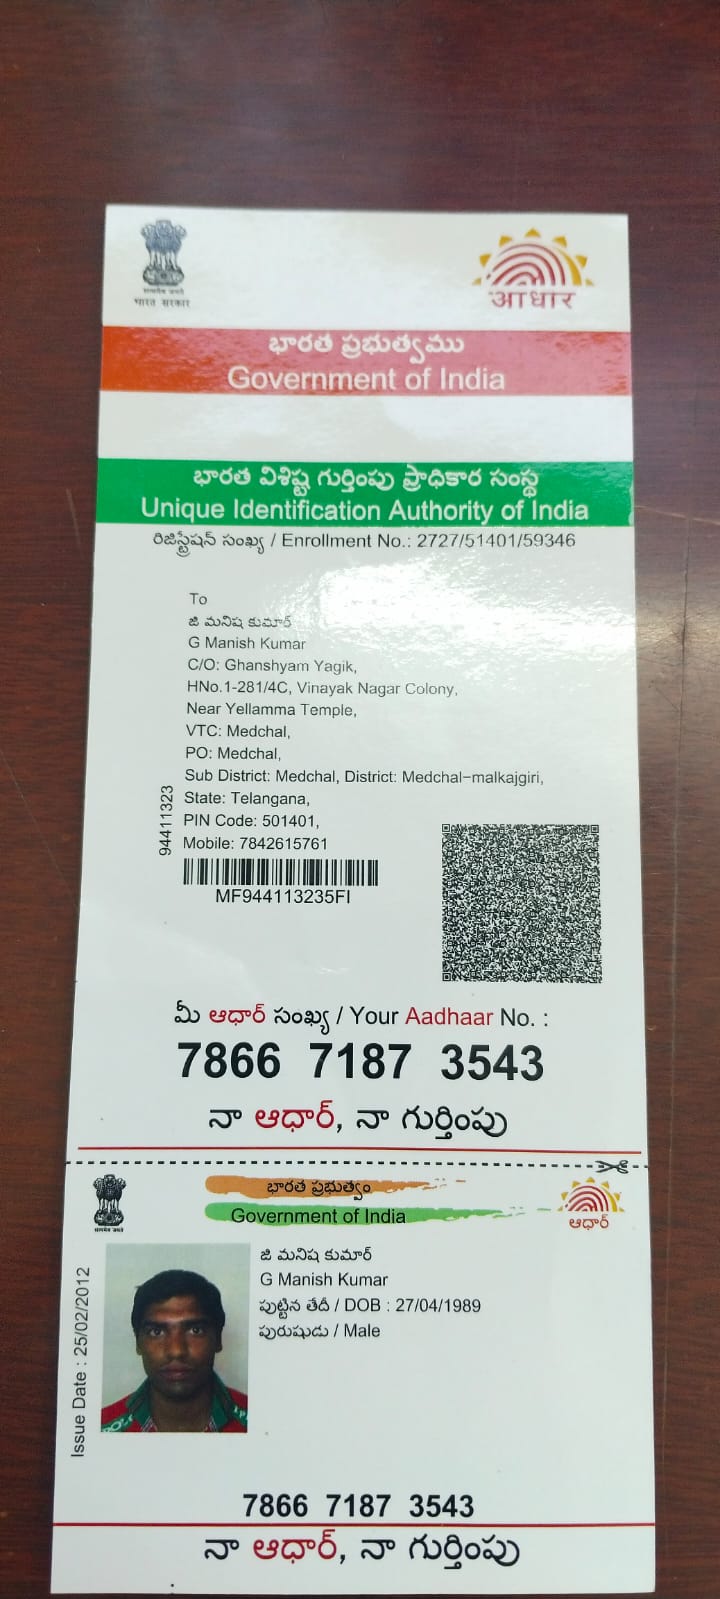 सत्यमेव जयते
भारत सरकार
आधार
భారత ప్రభుత్వము
Government of India
భారత విశిష్ట గుర్తింపు ప్రాధికార సంస్థ
Unique Identification Authority of India
రిజిస్ట్రేషన్ సంఖ్య / Enrollment No.: 2727/51401/59346
To
జి మనిష కుమార్
G Manish Kumar
C/O: Ghanshyam Yagik,
HNo.1-281/4C, Vinayak Nagar Colony,
Near Yellamma Temple,
VTC: Medchal,
PO: Medchal,
Sub District: Medchal, District: Medchal-malkajgiri,
State: Telangana,
PIN Code: 501401,
Mobile: 7842615761
94411323
MF944113235FI
మీ ఆధార్ సంఖ్య / Your Aadhaar No. :
7866 7187 3543
నా ఆధార్, నా గుర్తింపు
భారత ప్రభుత్వం
Government of India
ఆధార్
జి మనిష కుమార్
G Manish Kumar
పుట్టిన తేదీ / DOB : 27/04/1989
పురుషుడు / Male
Issue Date : 25/02/2012
7866 7187 3543
నా ఆధార్, నా గుర్తింపు